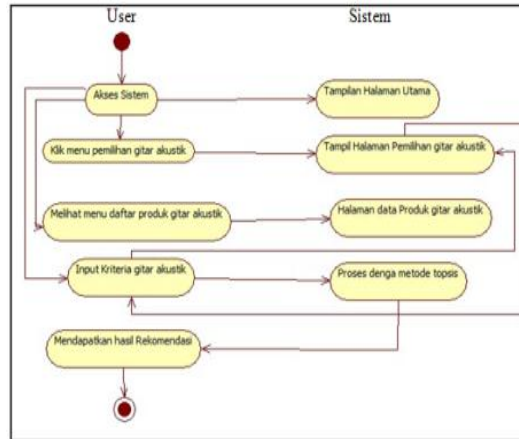 User Sistem
Akses Sistem
Tampilan Halaman Utama
Klik menu pemilihan gitar akustik
Tampil Halaman Pemilihan gitar akustik
Melihat menu daftar produk gitar akustik
Halaman data Produk gitar akustik
Input Kriteria gitar akustik
Proses denga metode topsis
Mendapatkan hasil Rekomendasi